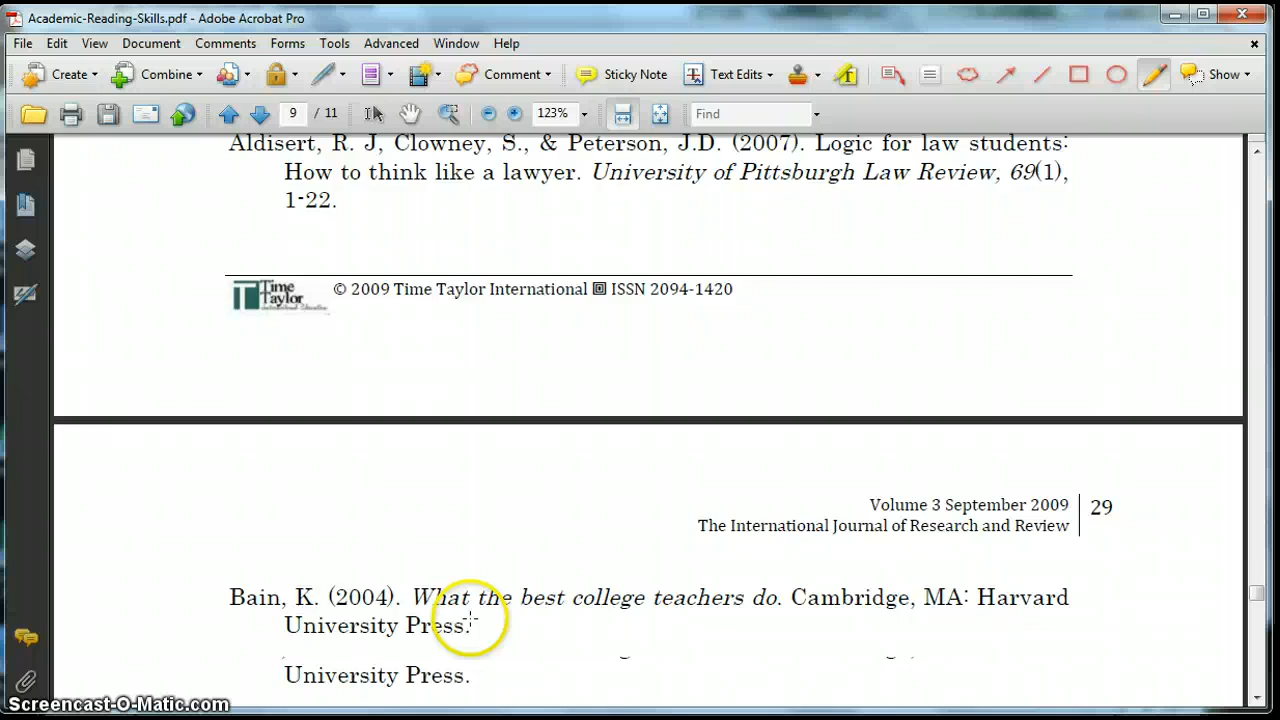 Academic-Reading-Skills.pdf - Adobe Acrobat Pro
File Edit View Document Comments Forms Tools Advanced Window Help
Create Combine Comment Sticky Note Text Edits Show
9 / 11 123% Find
Aldisert, R. J, Clowney, S., & Peterson, J.D. (2007). Logic for law students:
How to think like a lawyer. University of Pittsburgh Law Review, 69(1),
1-22.
Time
Taylor
© 2009 Time Taylor International ISSN 2094-1420
Volume 3 September 2009
29
The International Journal of Research and Review
Bain, K. (2004). What the best college teachers do. Cambridge, MA: Harvard
University Press.
University Press.
Screencast-O-Matic.com